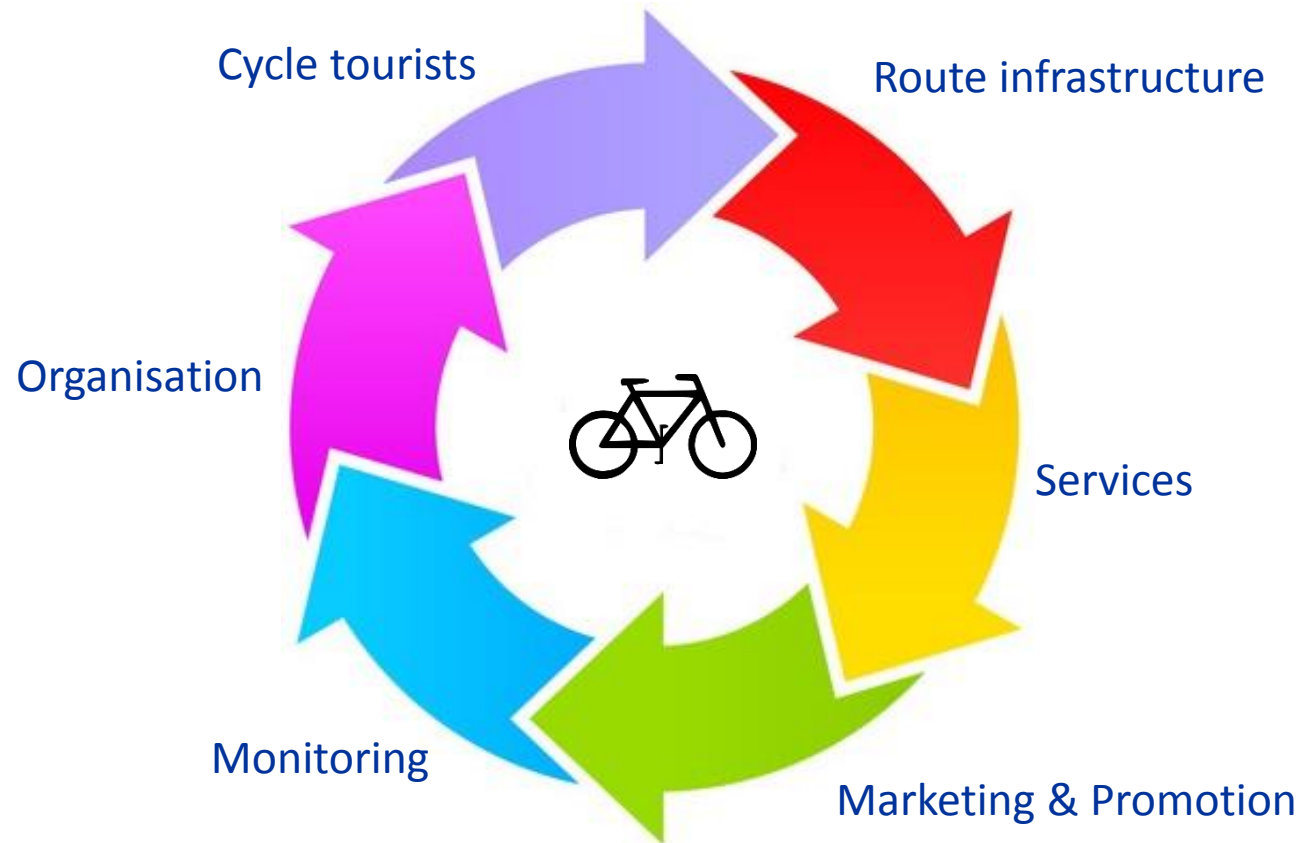 Cycle tourists
Route infrastructure
Services
Marketing & Promotion
Monitoring
Organisation